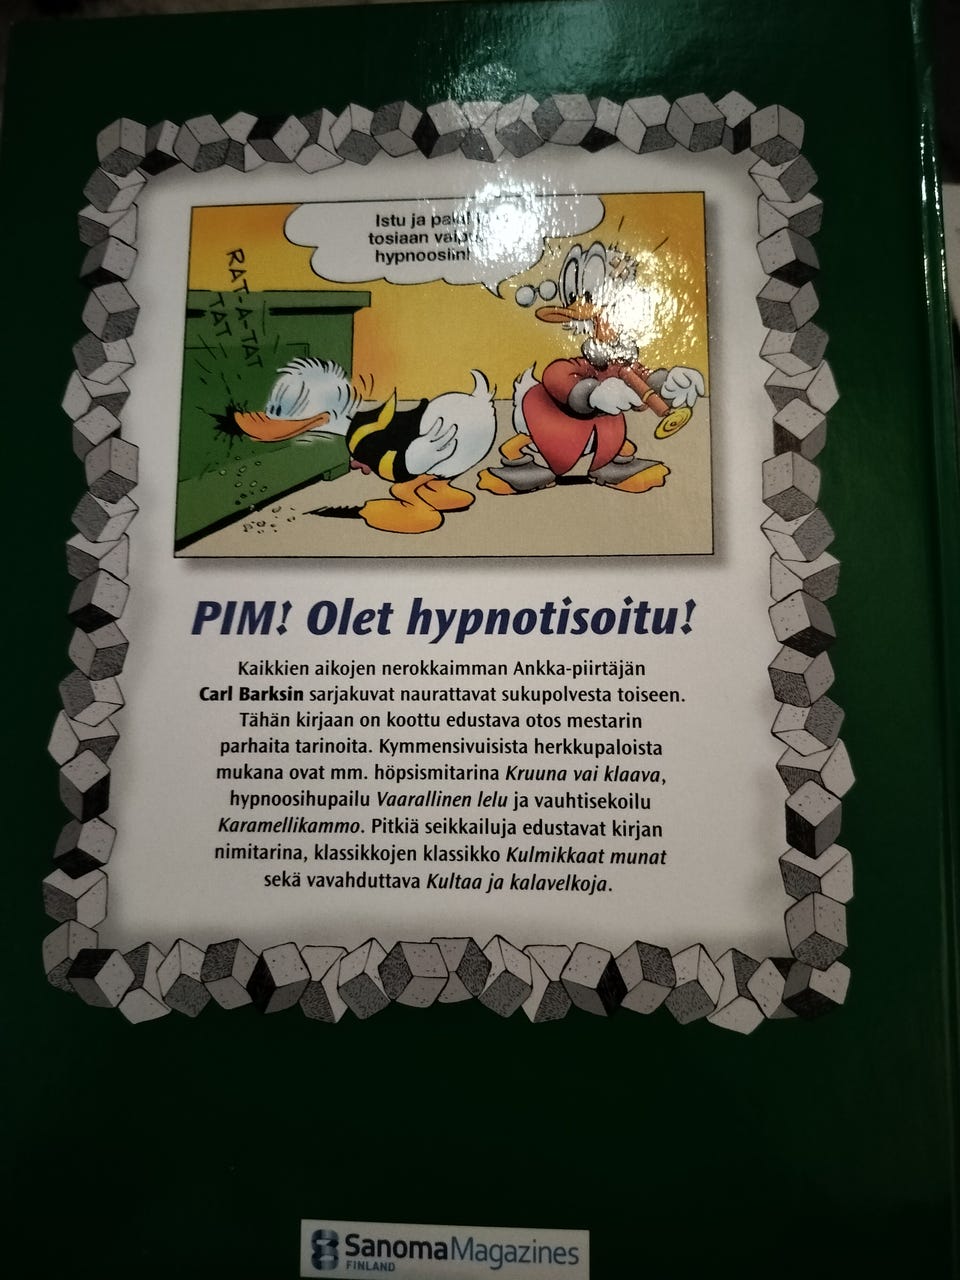 Istu ja
tosiaan
hypnoosiin!
RAT-A-TAT
TAT
PIM! Olet hypnotisoitu!
Kaikkien aikojen nerokkaimman Ankka-piirtäjän
Carl Barksin sarjakuvat naurattavat sukupolvesta toiseen.
Tähän kirjaan on koottu edustava otos mestarin
parhaita tarinoita. Kymmensivuisista herkkupaloista
mukana ovat mm. höpsismitarina Kruuna vai klaava,
hypnoosihupailu Vaarallinen lelu ja vauhtisekoilu
Karamellikammo. Pitkiä seikkailuja edustavat kirjan
nimitarina, klassikkojen klassikko Kulmikkaat munat
sekä vavahduttava Kultaa ja kalavelkoja.
SanomaMagazines
FINLAND